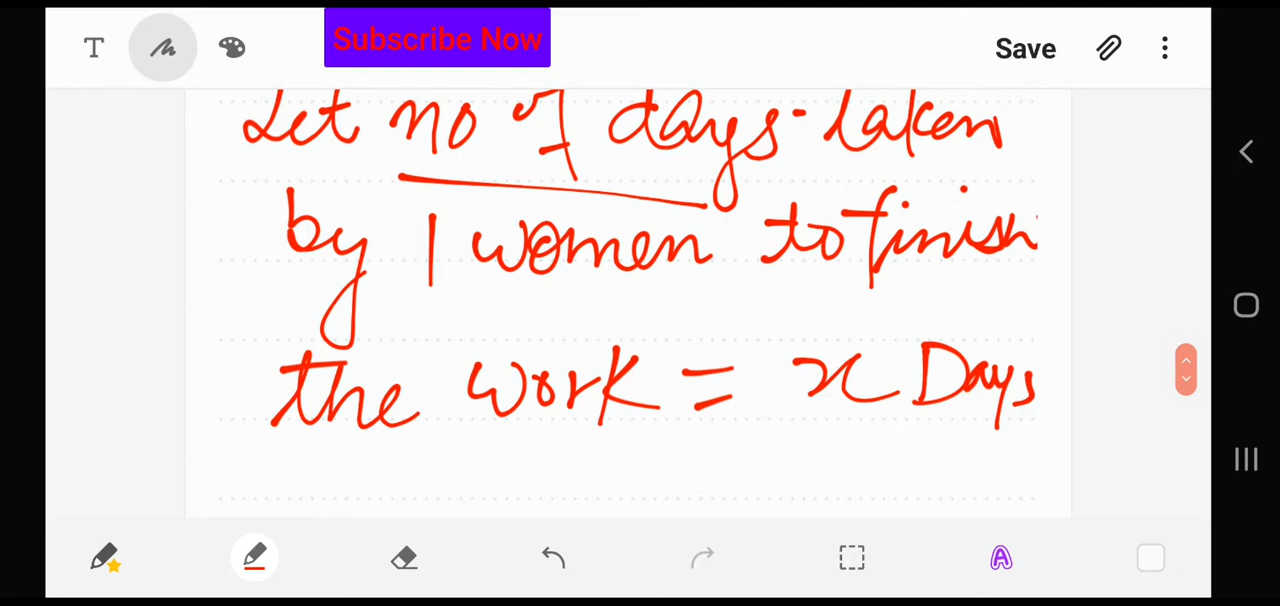 T
Subscribe Now
Save
Let no of days taken
by 1 women to finish
the work = x Days
A